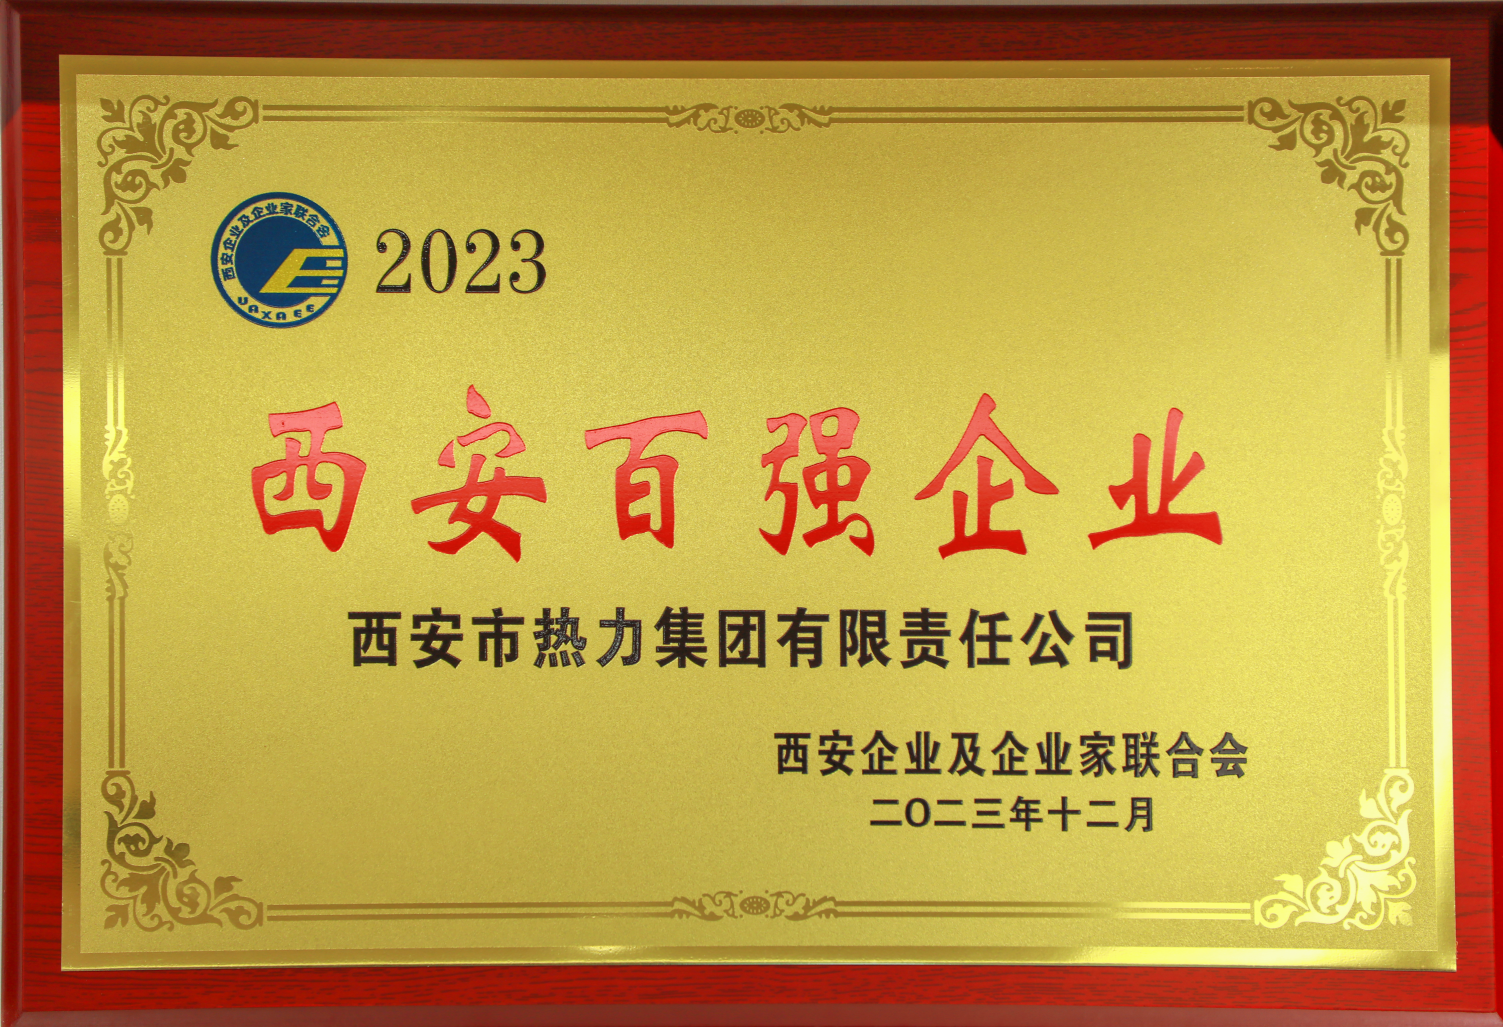 西安企业及企业家联合会
UAXAEE
2023
西安百强企业
西安市热力集团有限责任公司
西安企业及企业家联合会
二〇二三年十二月